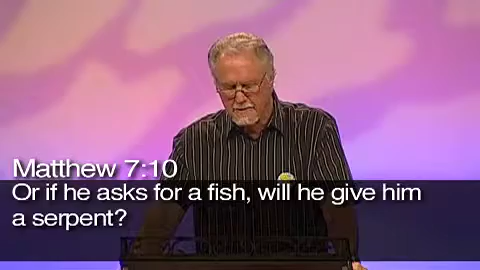 Matthew 7:10
Or if he asks for a fish, will he give him
a serpent?